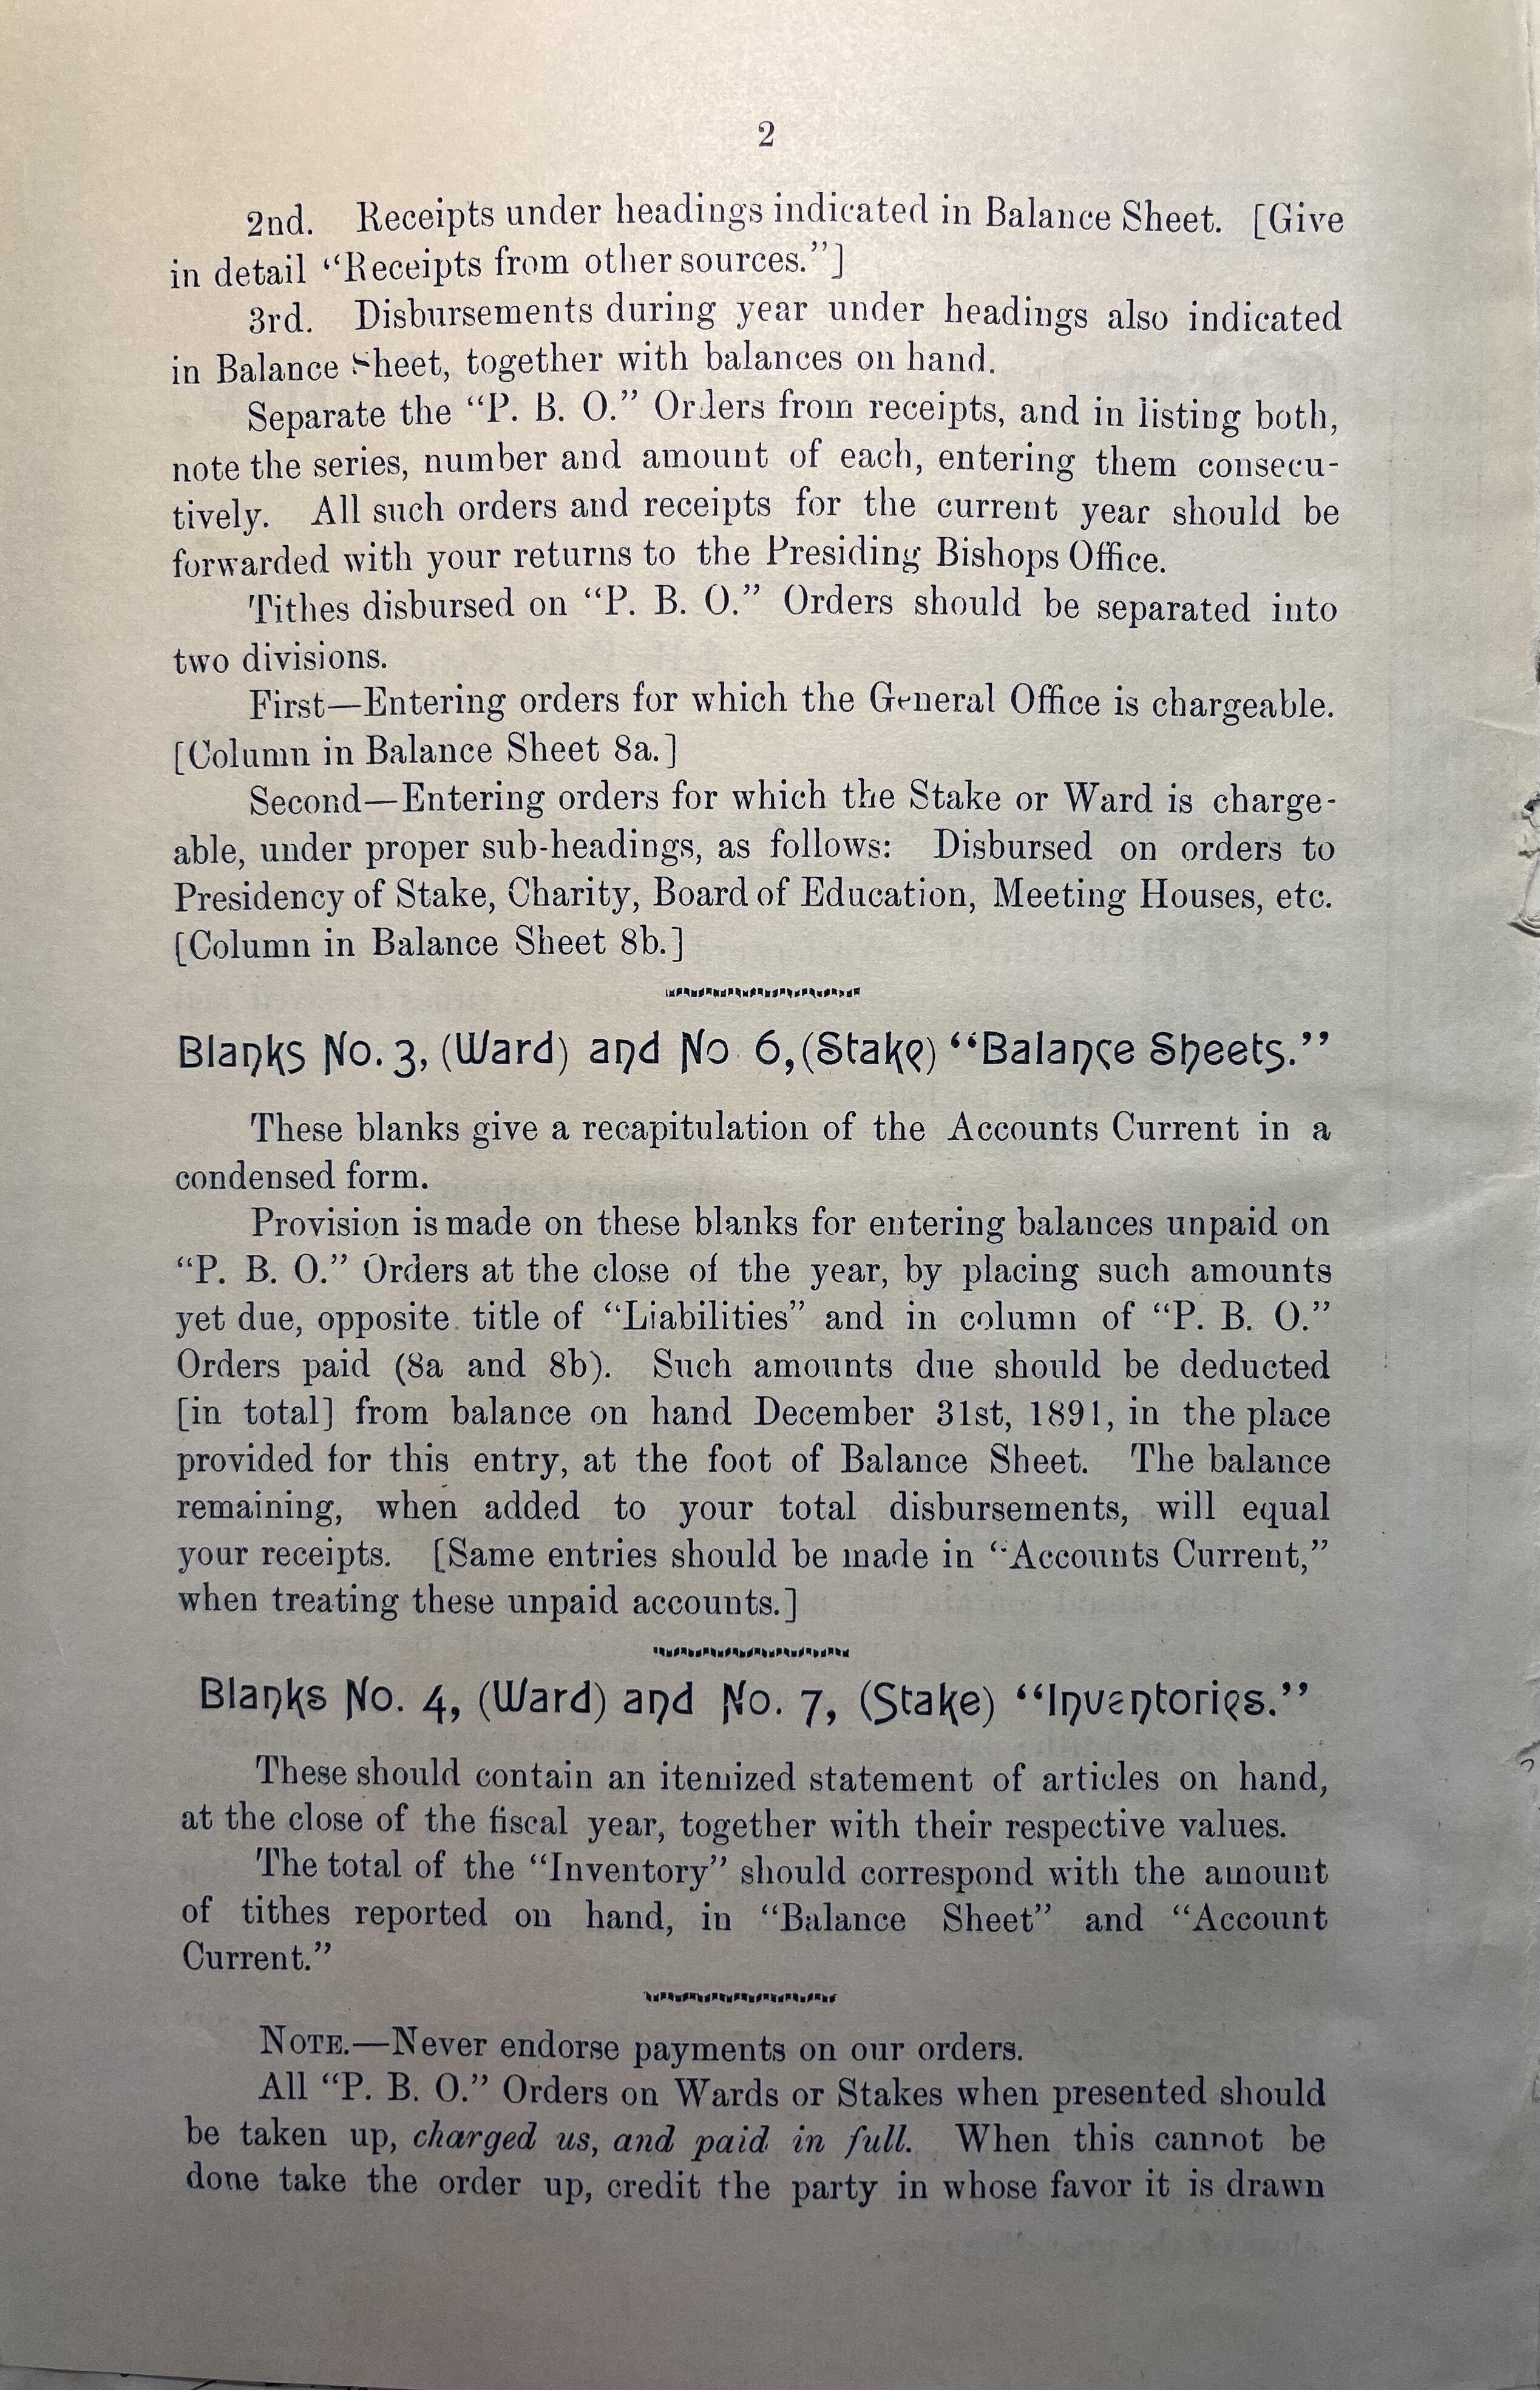 2
2nd. Receipts under headings indicated in Balance Sheet. [Give
in detail “Receipts from other sources.”]
3rd. Disbursements during year under headings also indicated
in Balance Sheet, together with balances on hand.
Separate the “P. B. O.” Orders from receipts, and in listing both,
note the series, number and amount of each, entering them consecu-
tively. All such orders and receipts for the current year should be
forwarded with your returns to the Presiding Bishops Office.
Tithes disbursed on “P. B. O.” Orders should be separated into
two divisions.
First—Entering orders for which the General Office is chargeable.
[Column in Balance Sheet 8a.]
Second—Entering orders for which the Stake or Ward is charge-
able, under proper sub-headings, as follows: Disbursed on orders to
Presidency of Stake, Charity, Board of Education, Meeting Houses, etc.
[Column in Balance Sheet 8b.]
Blanks No. 3, (Ward) and No. 6, (Stake) “Balance Sheets.”
These blanks give a recapitulation of the Accounts Current in a
condensed form.
Provision is made on these blanks for entering balances unpaid on
“P. B. O.” Orders at the close of the year, by placing such amounts
yet due, opposite title of “Liabilities” and in column of “P. B. O.”
Orders paid (8a and 8b). Such amounts due should be deducted
[in total] from balance on hand December 31st, 1891, in the place
provided for this entry, at the foot of Balance Sheet. The balance
remaining, when added to your total disbursements, will equal
your receipts. [Same entries should be made in “Accounts Current,”
when treating these unpaid accounts.]
Blanks No. 4, (Ward) and No. 7, (Stake) “Inventories.”
These should contain an itemized statement of articles on hand,
at the close of the fiscal year, together with their respective values.
The total of the “Inventory” should correspond with the amount
of tithes reported on hand, in “Balance Sheet” and “Account
Current.”
NOTE.—Never endorse payments on our orders.
All “P. B. O.” Orders on Wards or Stakes when presented should
be taken up, charged us, and paid in full. When this cannot be
done take the order up, credit the party in whose favor it is drawn